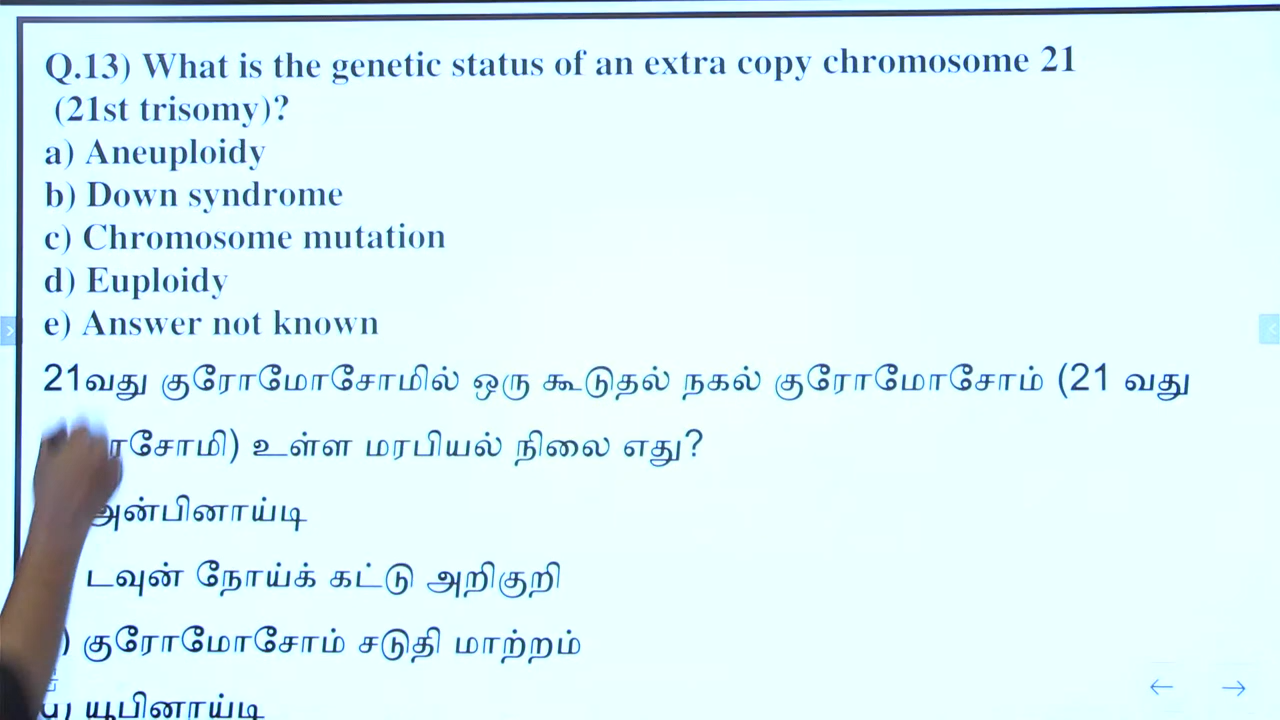 Q.13) What is the genetic status of an extra copy chromosome 21
(21st trisomy)?
a) Aneuploidy
b) Down syndrome
c) Chromosome mutation
d) Euploidy
e) Answer not known
21வது குரோமோசோமில் ஒரு கூடுதல் நகல் குரோமோசோம் (21 வது
உள்ள மரபியல் நிலை எது?
அன்பினாய்டி
டவுன் நோய்க் கட்டு அறிகுறி
) குரோமோசோம் சடுதி மாற்றம்
யூபினாய்டி